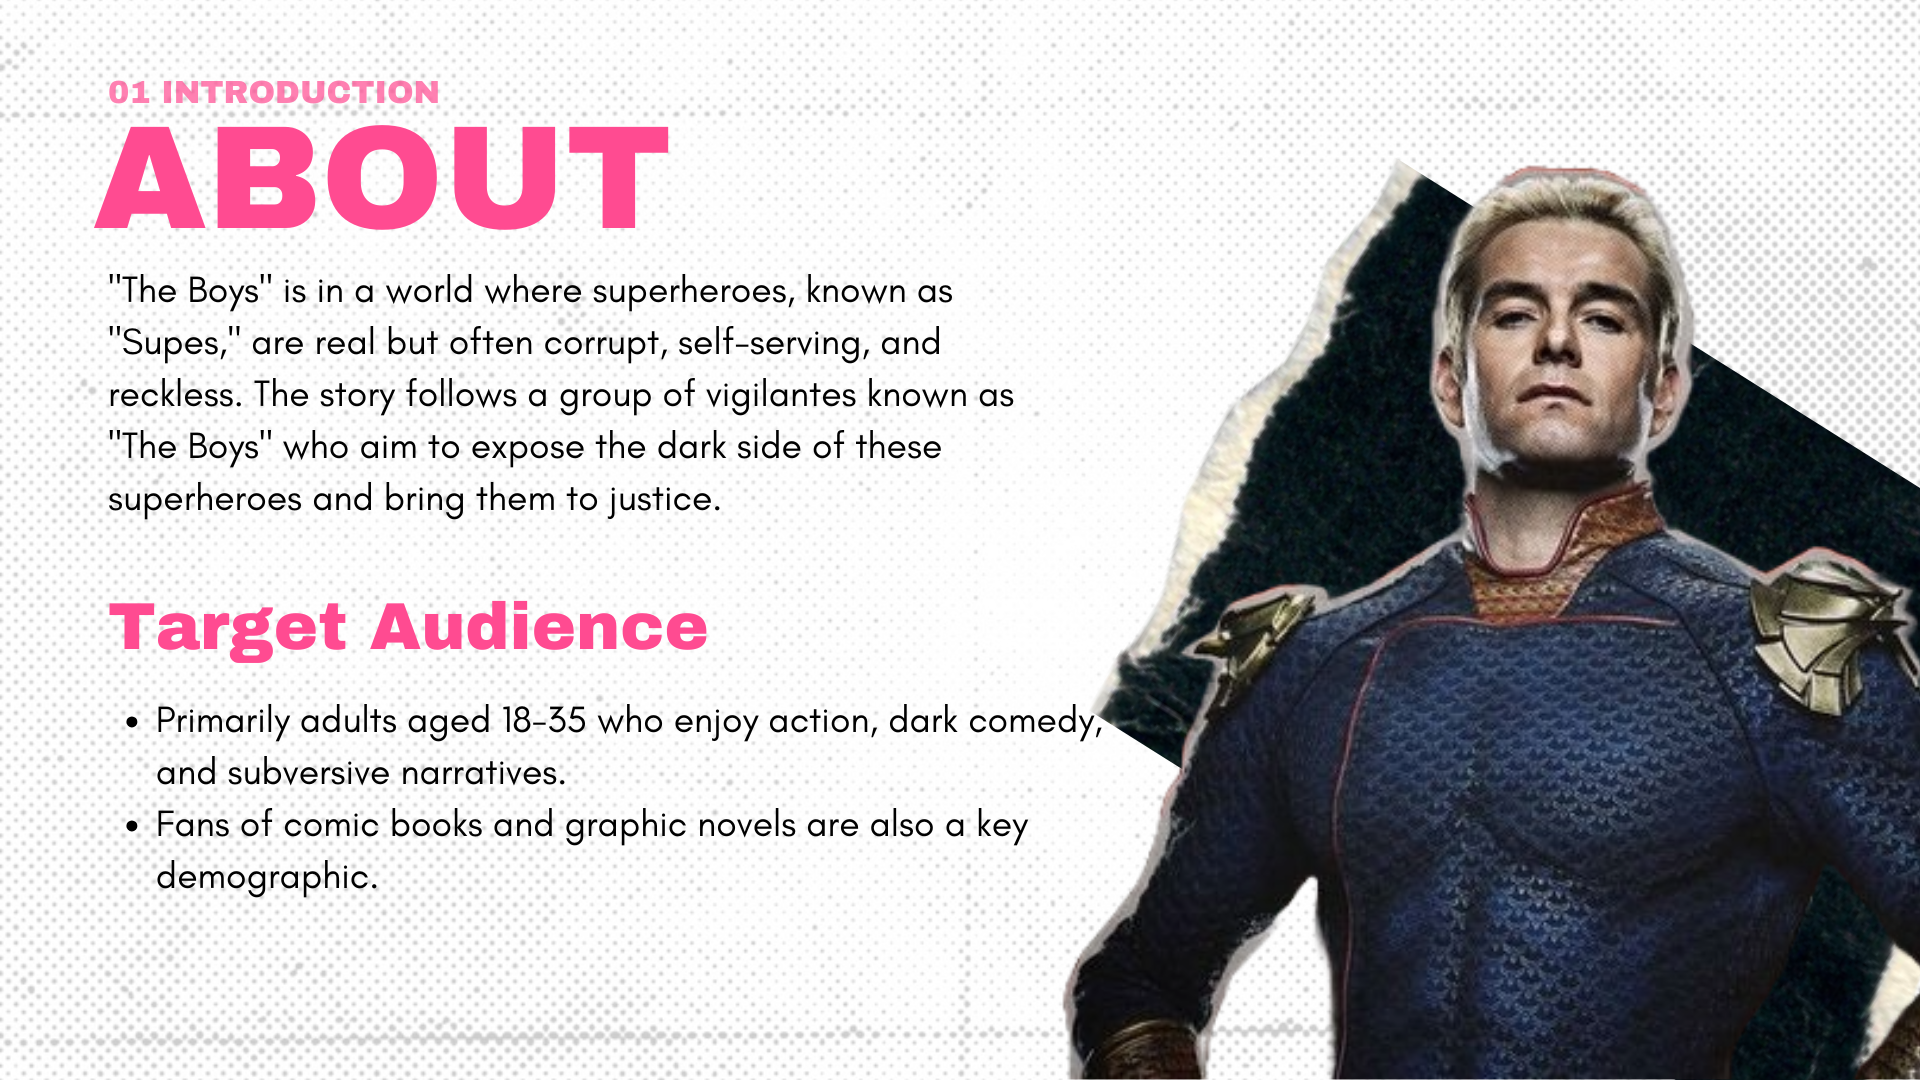 01 INTRODUCTION
ABOUT
"The Boys" is in a world where superheroes, known as
"Supes," are real but often corrupt, self-serving, and
reckless. The story follows a group of vigilantes known as
"The Boys" who aim to expose the dark side of these
superheroes and bring them to justice.
Target Audience
• Primarily adults aged 18-35 who enjoy action, dark comedy,
and subversive narratives.
• Fans of comic books and graphic novels are also a key
demographic.